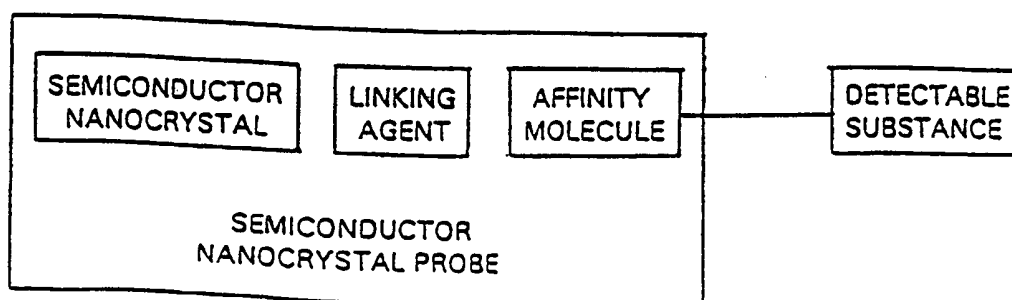 SEMICONDUCTOR
NANOCRYSTAL
LINKING
AGENT
AFFINITY
MOLECULE
DETECTABLE
SUBSTANCE
SEMICONDUCTOR
NANOCRYSTAL PROBE